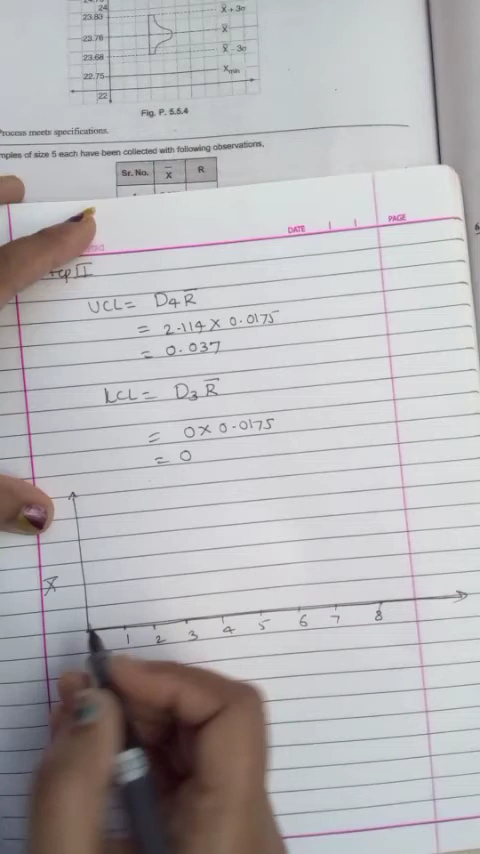 24
23.83
X̿ + 3σ
23.76
X̿
23.68
X̿ – 3σ
22.75
Xmin
22
Fig. P. 5.5.4
Process meets specifications.
mples of size 5 each have been collected with following observations,
Sr. No. X̄ R
DATE PAGE
tep II
UCL = D4 R̄
= 2.114 X 0.0175
= 0.037
LCL = D3 R̄
= 0 X 0.0175
= 0
X̄
1 2 3 4 5 6 7 8